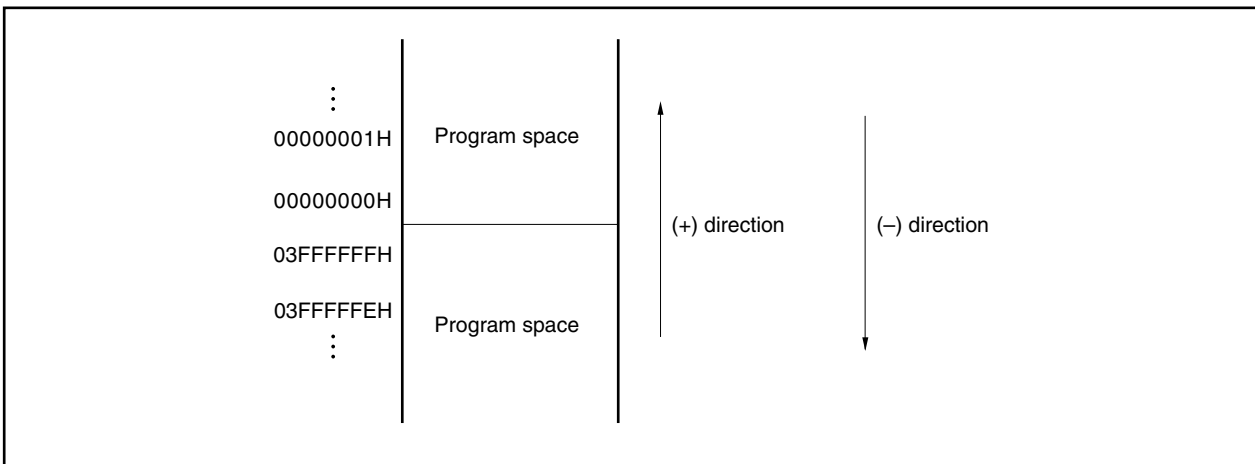 ⋮
00000001H
Program space
00000000H
(+) direction
(–) direction
03FFFFFFH
03FFFFFEH
Program space
⋮